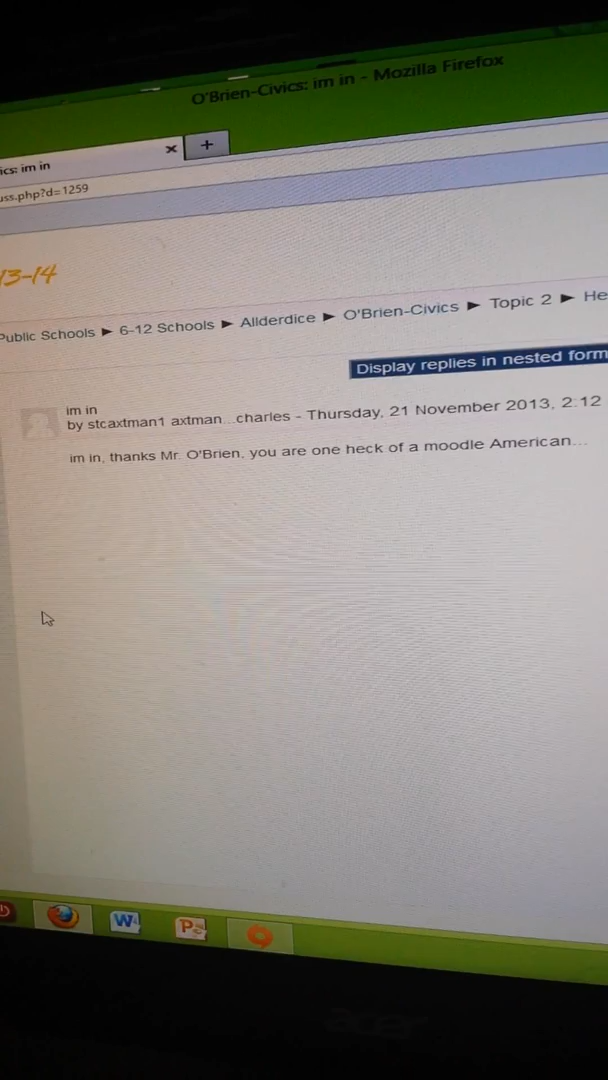 O'Brien-Civics: im in - Mozilla Firefox
ics: im in × +
uss.php?d=1259
13-14
Public Schools ► 6-12 Schools ► Allderdice ► O'Brien-Civics ► Topic 2 ► He
Display replies in nested form
im in
by stcaxtman1 axtman...charles - Thursday, 21 November 2013, 2:12
im in, thanks Mr. O'Brien, you are one heck of a moodle American...
acer